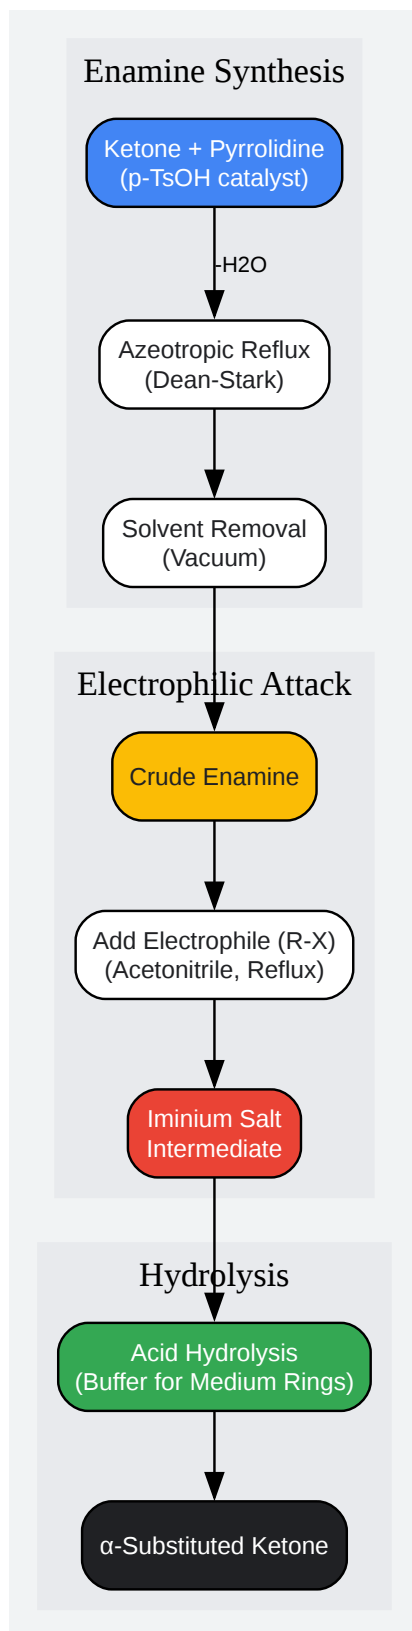 Enamine Synthesis
Ketone + Pyrrolidine
(p-TsOH catalyst)
-H2O
Azeotropic Reflux
(Dean-Stark)
Solvent Removal
(Vacuum)
Electrophilic Attack
Crude Enamine
Add Electrophile (R-X)
(Acetonitrile, Reflux)
Iminium Salt
Intermediate
Hydrolysis
Acid Hydrolysis
(Buffer for Medium Rings)
α-Substituted Ketone